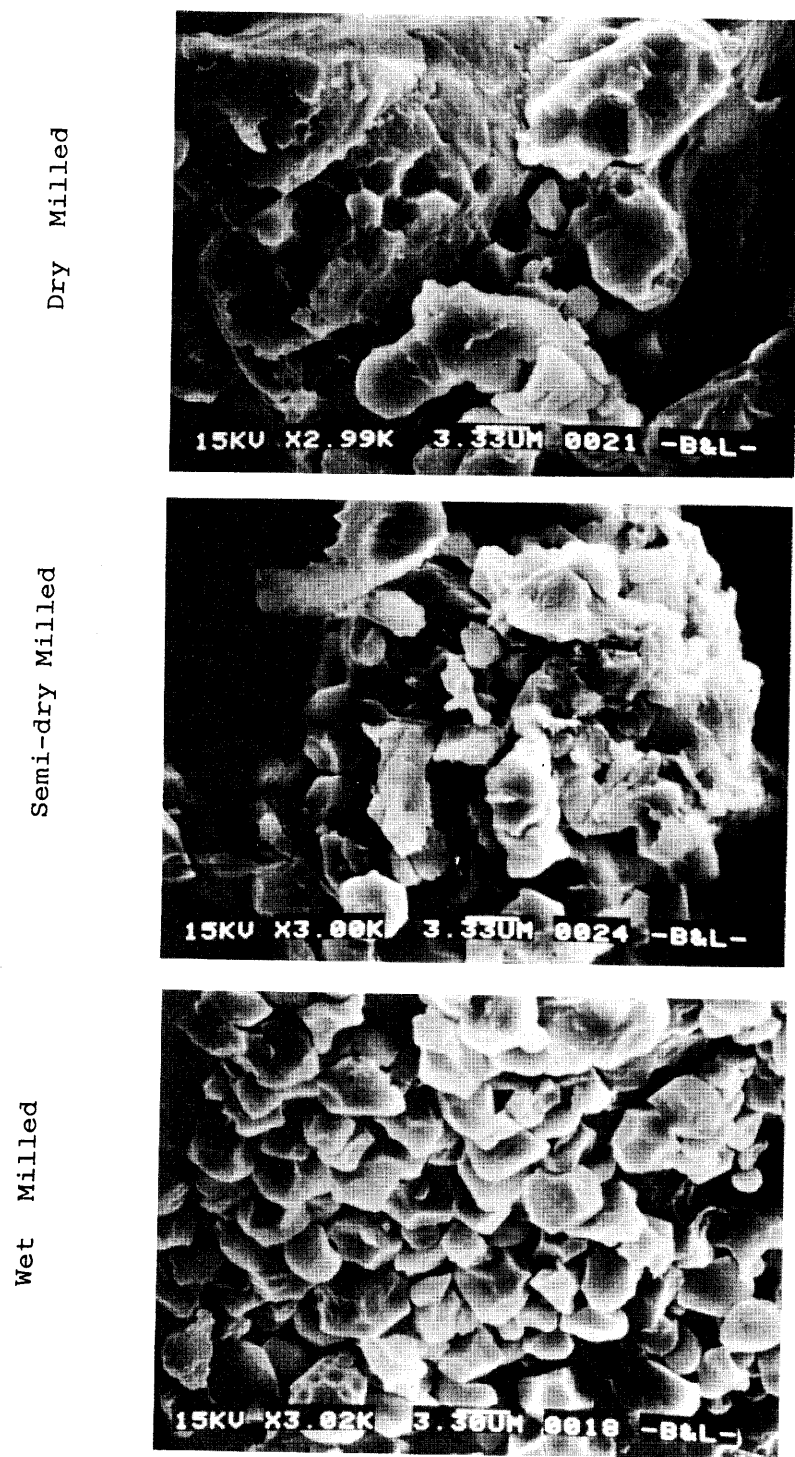 Dry Milled
15KV X2.99K 3.33UM 0021 -B&L-
Semi-dry Milled
15KV X3.00K 3.33UM 0024 -B&L-
Wet Milled
15KV X3.02K 3.30UM 0018 -B&L-